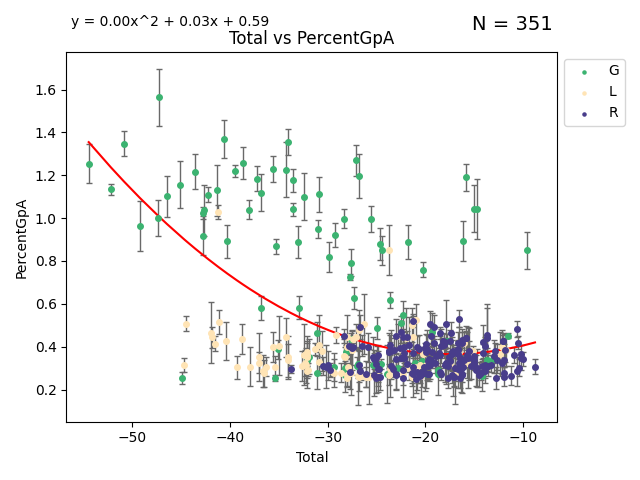 y = 0.00x^2 + 0.03x + 0.59
N = 351
Total vs PercentGpA
G
L
R
PercentGpA
1.6
1.4
1.2
1.0
0.8
0.6
0.4
0.2
−50
−40
−30
−20
−10
Total